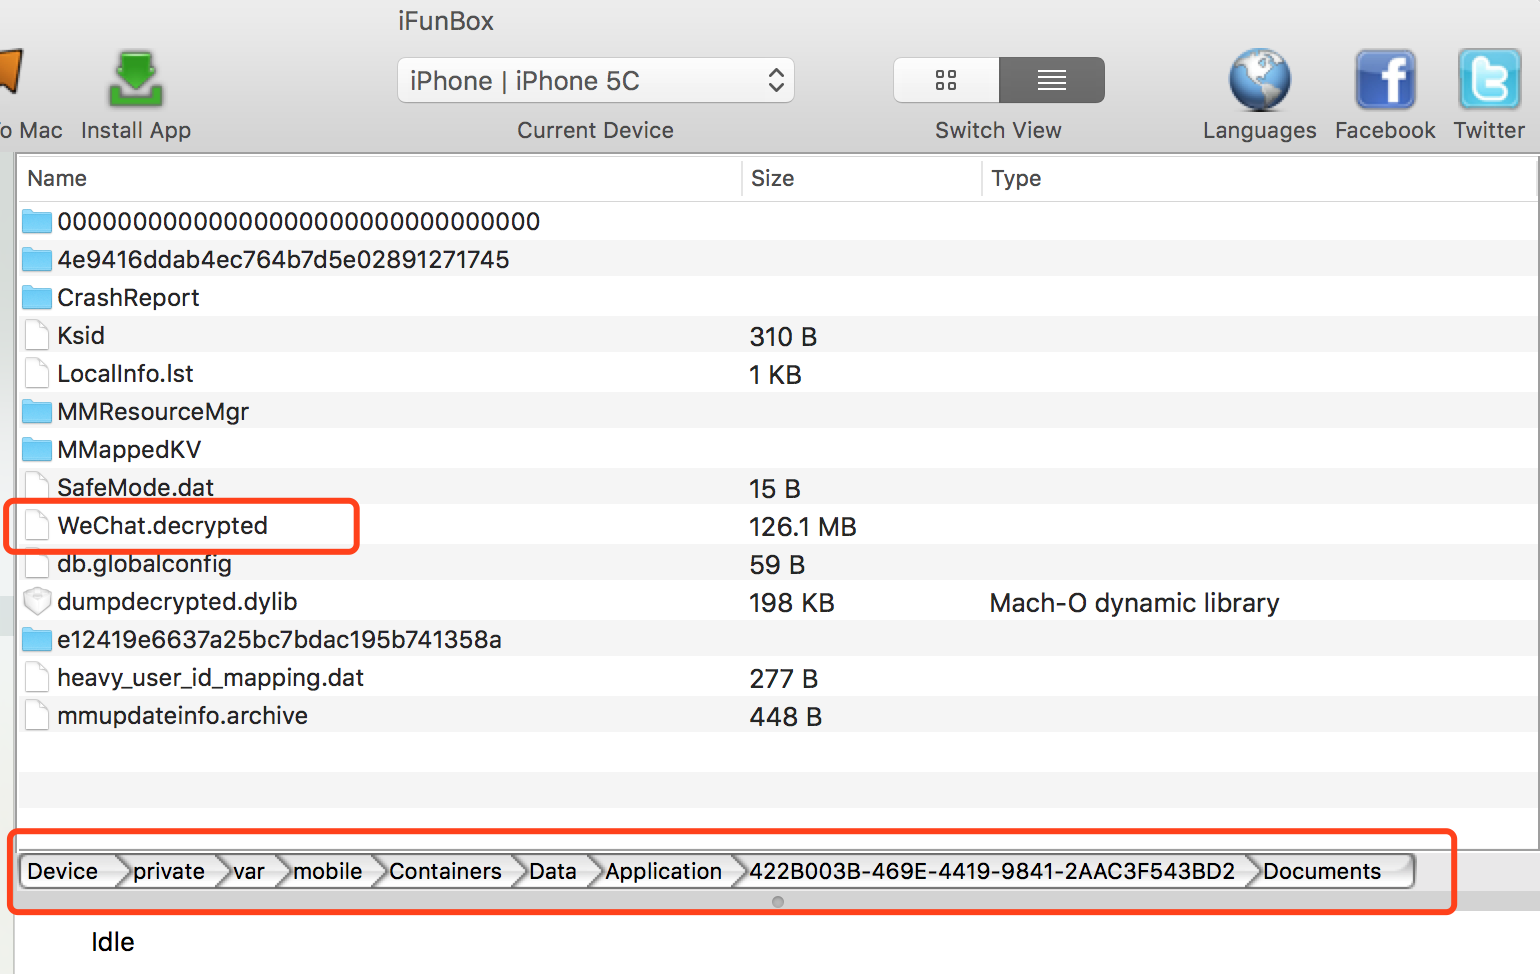 iFunBox
iPhone | iPhone 5C
o Mac Install App Current Device Switch View Languages Facebook Twitter
Name Size Type
00000000000000000000000000000000
4e9416ddab4ec764b7d5e02891271745
CrashReport
Ksid 310 B
LocalInfo.lst 1 KB
MMResourceMgr
MMappedKV
SafeMode.dat 15 B
WeChat.decrypted 126.1 MB
db.globalconfig 59 B
dumpdecrypted.dylib 198 KB Mach-O dynamic library
e12419e6637a25bc7bdac195b741358a
heavy_user_id_mapping.dat 277 B
mmupdateinfo.archive 448 B
Device private var mobile Containers Data Application 422B003B-469E-4419-9841-2AAC3F543BD2 Documents
Idle